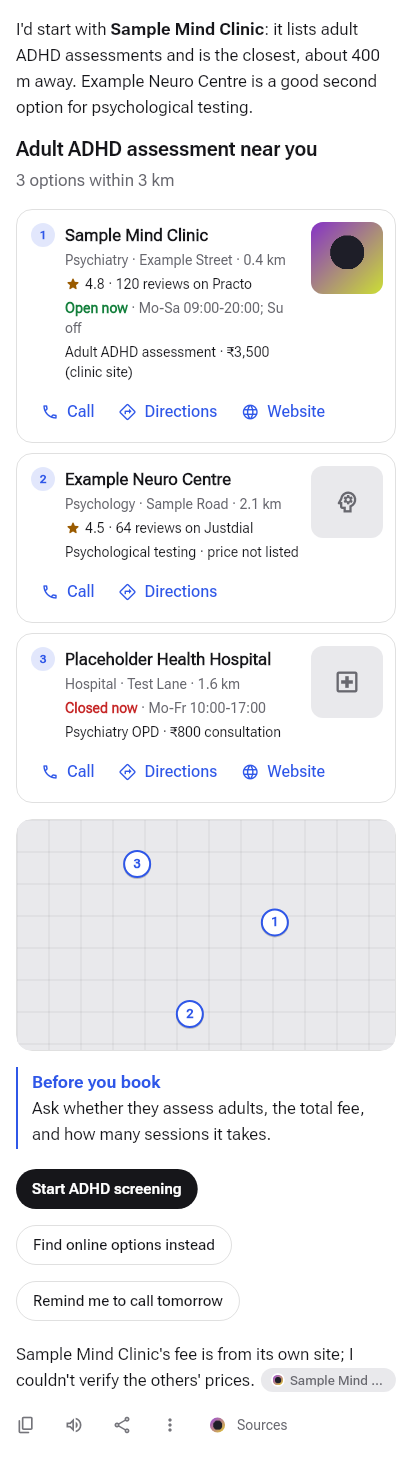 I'd start with Sample Mind Clinic: it lists adult
ADHD assessments and is the closest, about 400
m away. Example Neuro Centre is a good second
option for psychological testing.
Adult ADHD assessment near you
3 options within 3 km
1
Sample Mind Clinic
Psychiatry · Example Street · 0.4 km
★ 4.8 · 120 reviews on Practo
Open now · Mo-Sa 09:00-20:00; Su
off
Adult ADHD assessment · ₹3,500
(clinic site)
Call Directions Website
2
Example Neuro Centre
Psychology · Sample Road · 2.1 km
★ 4.5 · 64 reviews on Justdial
Psychological testing · price not listed
Call Directions
3
Placeholder Health Hospital
Hospital · Test Lane · 1.6 km
Closed now · Mo-Fr 10:00-17:00
Psychiatry OPD · ₹800 consultation
Call Directions Website
3
1
2
Before you book
Ask whether they assess adults, the total fee,
and how many sessions it takes.
Start ADHD screening
Find online options instead
Remind me to call tomorrow
Sample Mind Clinic's fee is from its own site; I
couldn't verify the others' prices. Sample Mind ...
Sources